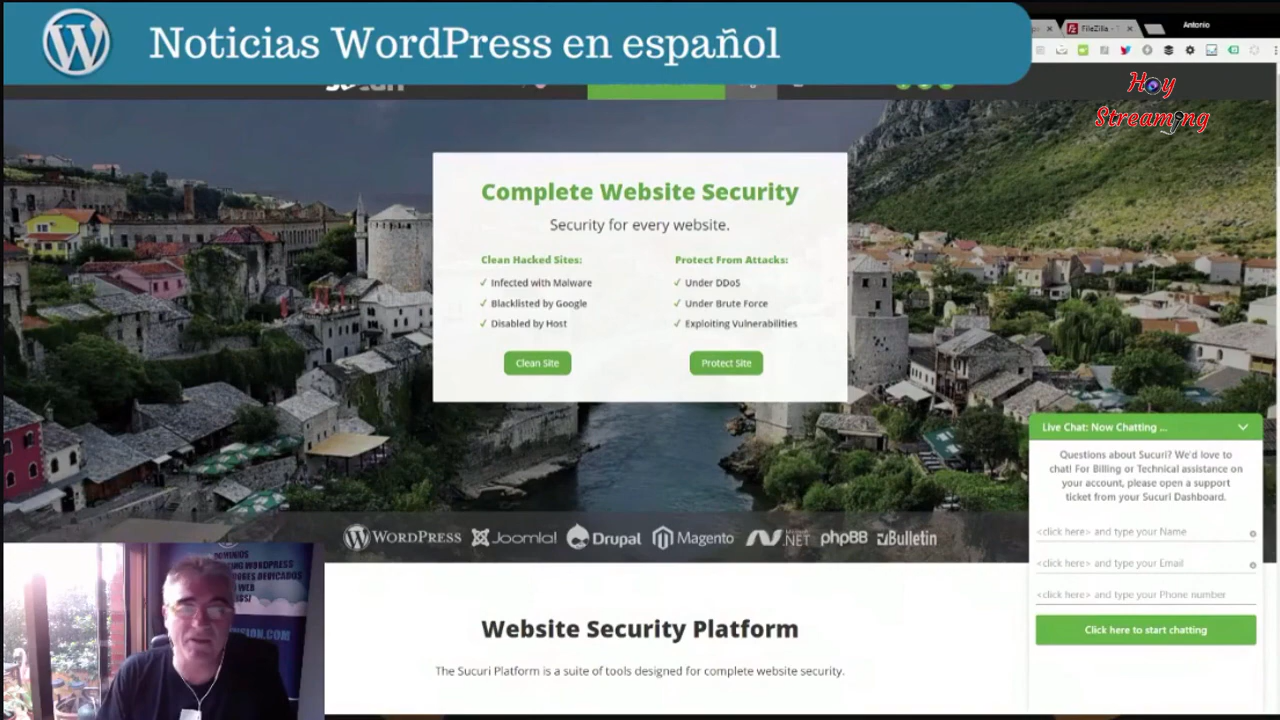 Noticias WordPress en español
FileZilla -
Antonio
Hoy
Streaming
Complete Website Security
Security for every website.
Clean Hacked Sites:
✓ Infected with Malware
✓ Blacklisted by Google
✓ Disabled by Host
Clean Site
Protect From Attacks:
✓ Under DDoS
✓ Under Brute Force
✓ Exploiting Vulnerabilities
Protect Site
Live Chat: Now Chatting ...
Questions about Sucuri? We'd love to
chat! For Billing or Technical assistance on
your account, please open a support
ticket from your Sucuri Dashboard.
<click here> and type your Name
<click here> and type your Email
<click here> and type your Phone number
Click here to start chatting
WORDPRESS
Joomla!
Drupal
Magento
.NET
phpBB
vBulletin
DOMINIOS
WORDPRESS
DEDICADOS
WEB
Website Security Platform
The Sucuri Platform is a suite of tools designed for complete website security.